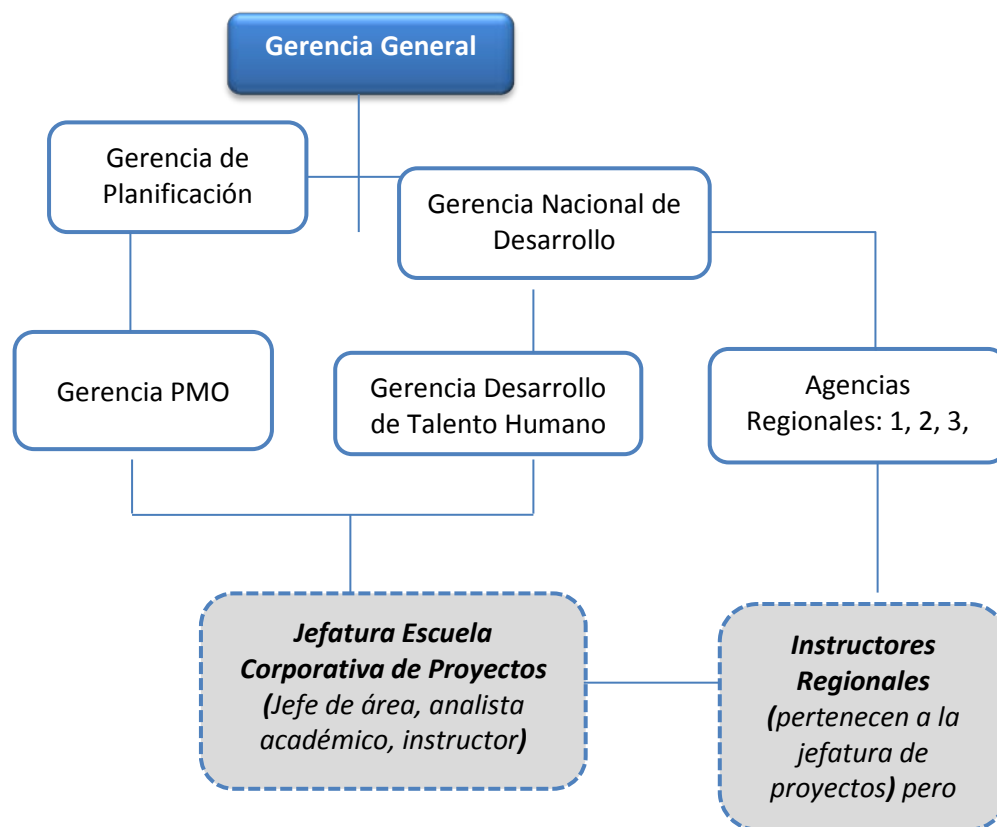 Gerencia General
Gerencia de
Planificación
Gerencia Nacional de
Desarrollo
Gerencia PMO
Gerencia Desarrollo
de Talento Humano
Agencias
Regionales: 1, 2, 3,
Jefatura Escuela
Corporativa de Proyectos
(Jefe de área, analista
académico, instructor)
Instructores
Regionales
(pertenecen a la
jefatura de
proyectos) pero